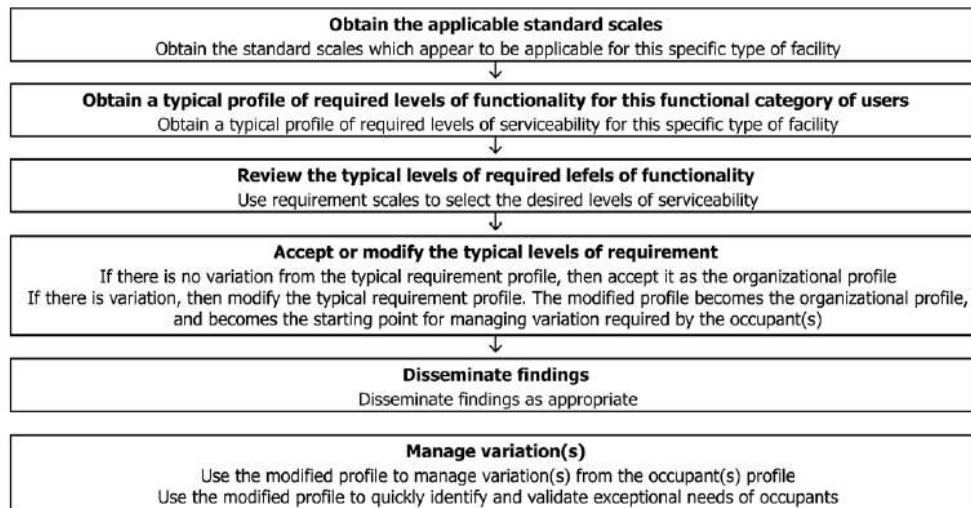 Obtain the applicable standard scales
Obtain the standard scales which appear to be applicable for this specific type of facility
Obtain a typical profile of required levels of functionality for this functional category of users
Obtain a typical profile of required levels of serviceability for this specific type of facility
Review the typical levels of required lefels of functionality
Use requirement scales to select the desired levels of serviceability
Accept or modify the typical levels of requirement
If there is no variation from the typical requirement profile, then accept it as the organizational profile
If there is variation, then modify the typical requirement profile. The modified profile becomes the organizational profile,
and becomes the starting point for managing variation required by the occupant(s)
Disseminate findings
Disseminate findings as appropriate
Manage variation(s)
Use the modified profile to manage variation(s) from the occupant(s) profile
Use the modified profile to quickly identify and validate exceptional needs of occupants